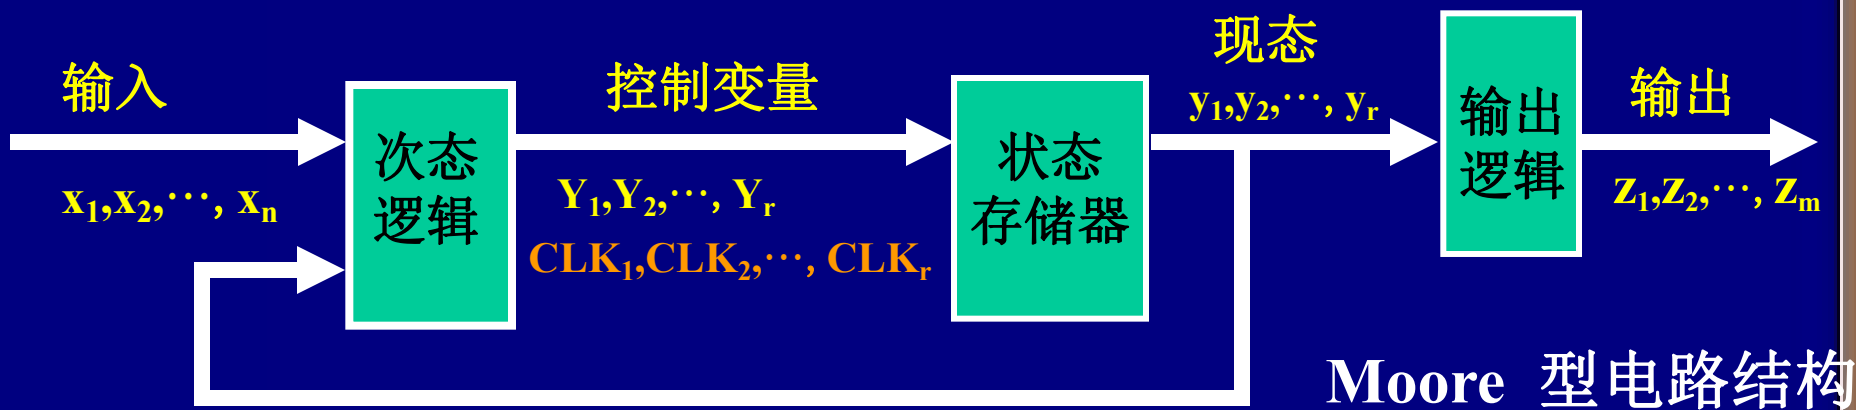 输入
x1,x2,⋯, xn
次态
逻辑
控制变量
Y1,Y2,⋯, Yr
CLK1,CLK2,⋯, CLKr
状态
存储器
现态
y1,y2,⋯, yr
输出
逻辑
输出
z1,z2,⋯, zm
Moore 型电路结构